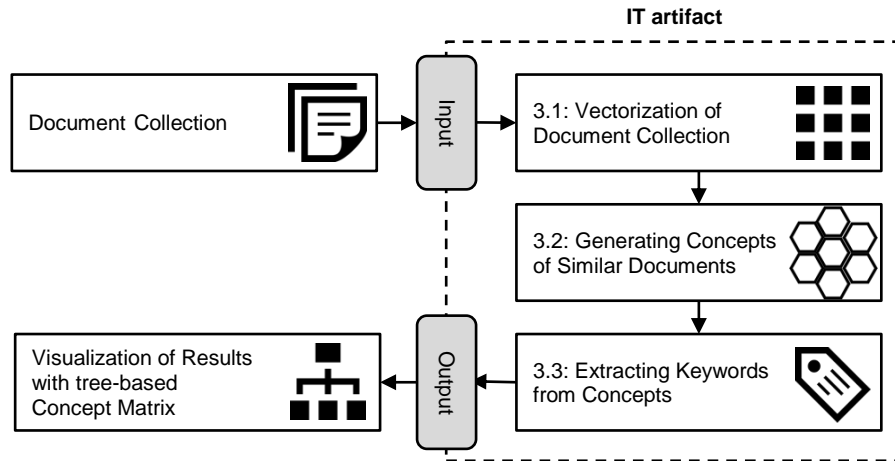 IT artifact
Document Collection
Input
3.1: Vectorization of
Document Collection
3.2: Generating Concepts
of Similar Documents
Visualization of Results
with tree-based
Concept Matrix
Output
3.3: Extracting Keywords
from Concepts